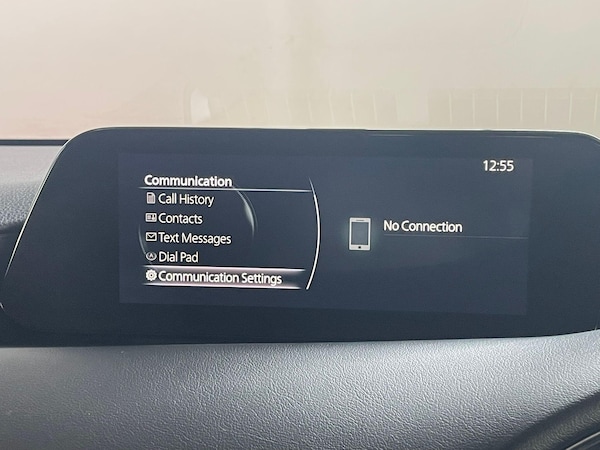 12:55
Communication
Call History
Contacts
Text Messages
Dial Pad
Communication Settings
No Connection